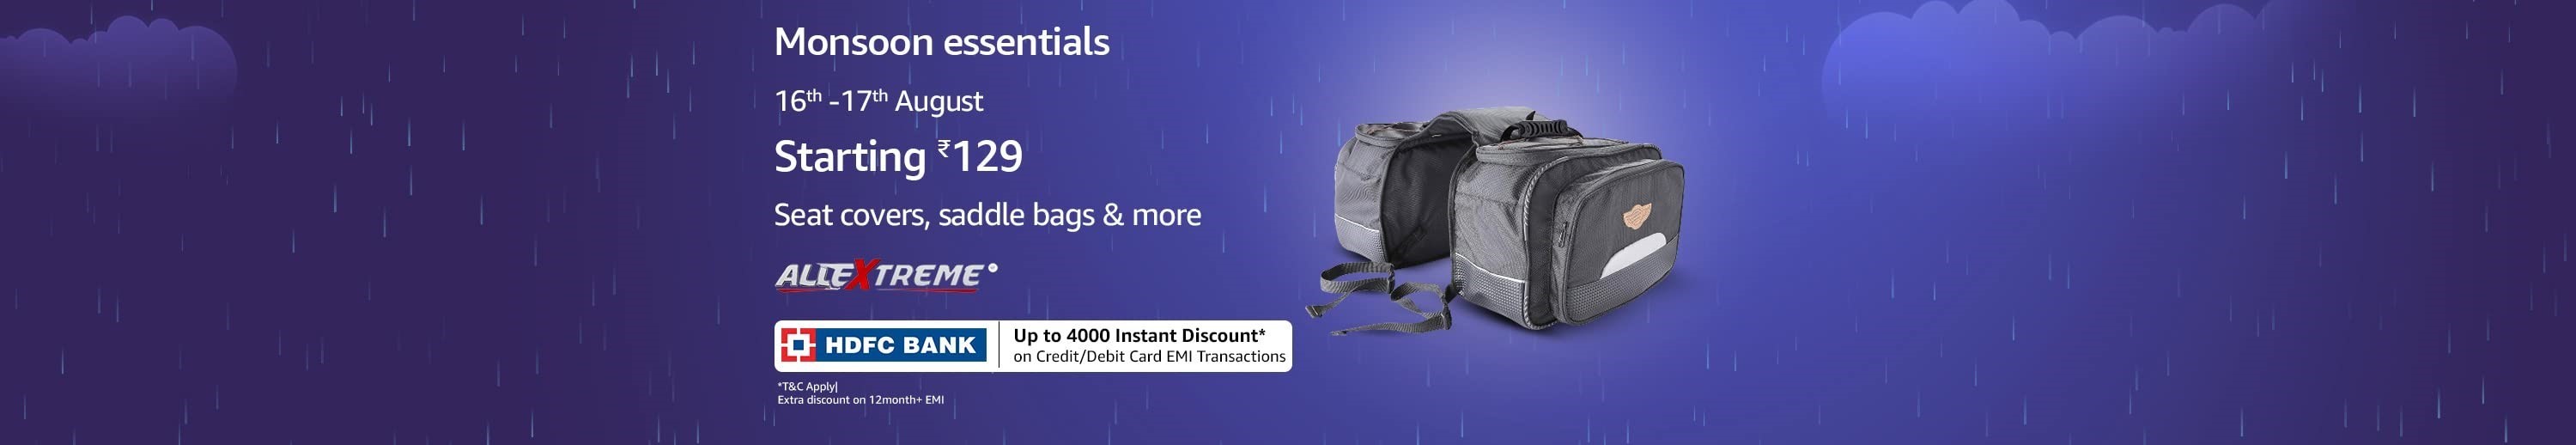 Monsoon essentials
16th -17th August
Starting ₹129
Seat covers, saddle bags & more
ALLEXTREME
HDFC BANK
Up to 4000 Instant Discount*
on Credit/Debit Card EMI Transactions
*T&C Apply|
Extra discount on 12month+ EMI